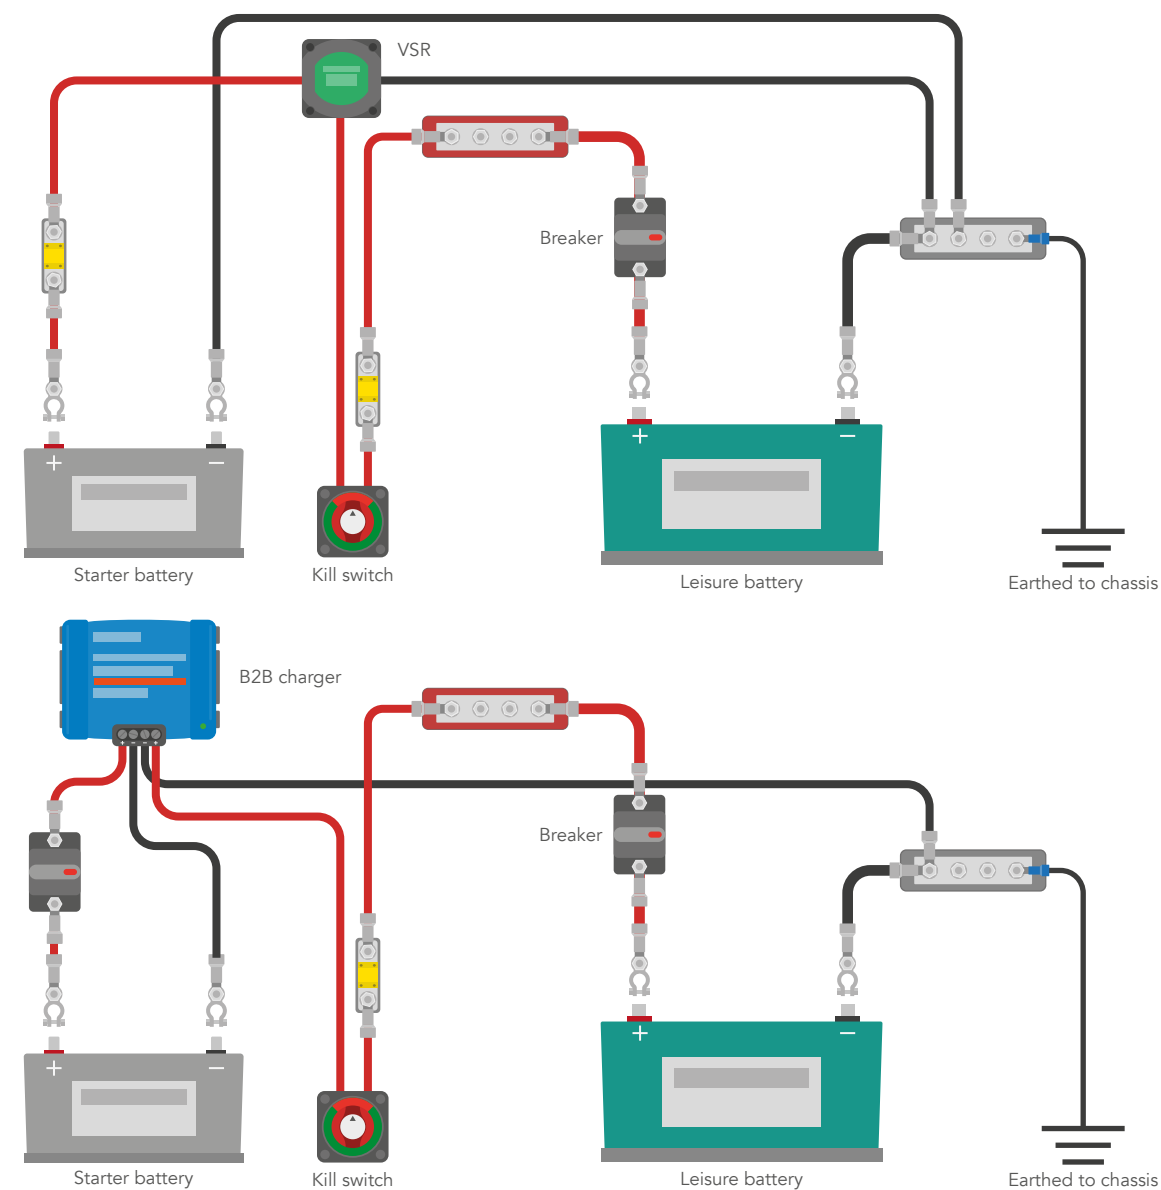 VSR
Breaker
+
−
+
−
Starter battery
Kill switch
Leisure battery
Earthed to chassis
B2B charger
+
−
−
+
Breaker
+
−
+
−
Starter battery
Kill switch
Leisure battery
Earthed to chassis